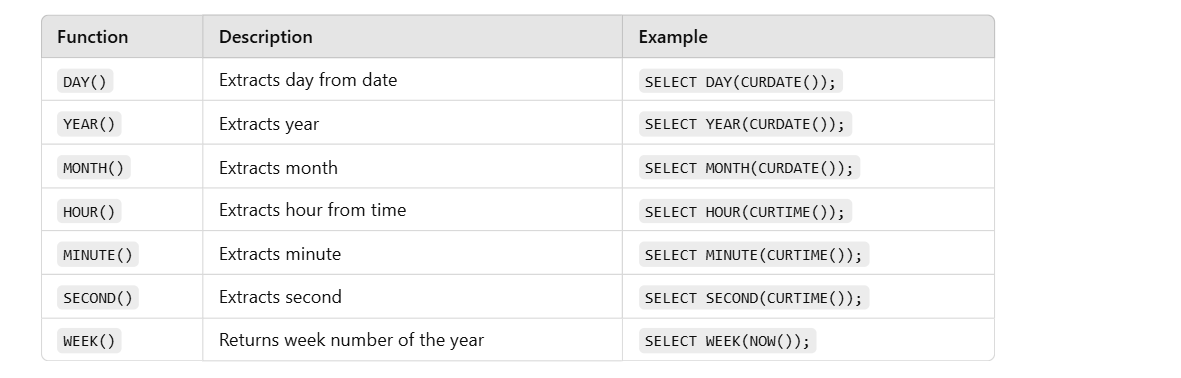 Function Description Example
DAY() Extracts day from date SELECT DAY(CURDATE());
YEAR() Extracts year SELECT YEAR(CURDATE());
MONTH() Extracts month SELECT MONTH(CURDATE());
HOUR() Extracts hour from time SELECT HOUR(CURTIME());
MINUTE() Extracts minute SELECT MINUTE(CURTIME());
SECOND() Extracts second SELECT SECOND(CURTIME());
WEEK() Returns week number of the year SELECT WEEK(NOW());